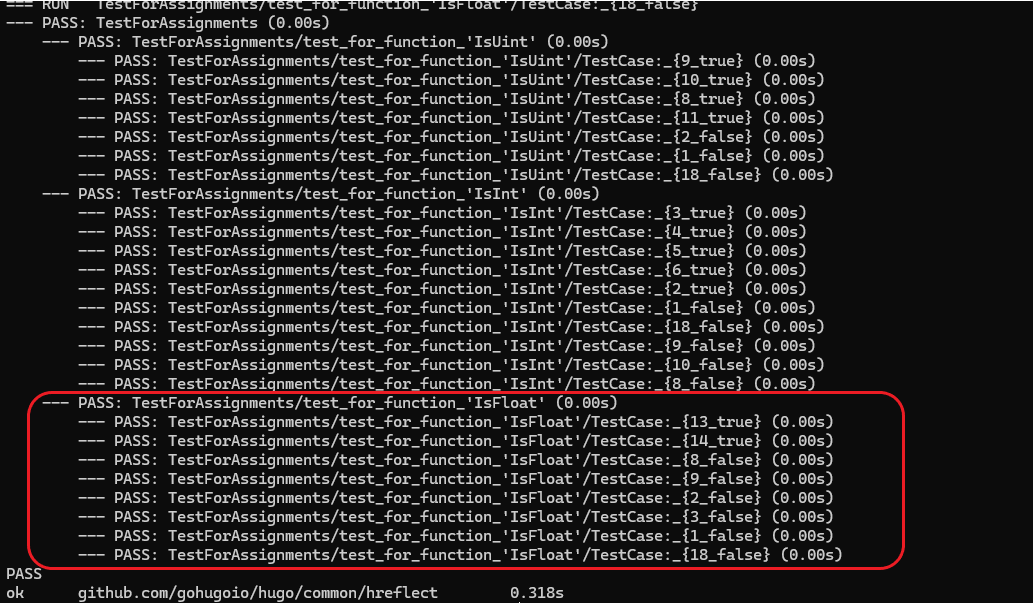 === RUN   TestForAssignments/test_for_function_'IsFloat'/TestCase:_{18_false}
--- PASS: TestForAssignments (0.00s)
    --- PASS: TestForAssignments/test_for_function_'IsUint' (0.00s)
        --- PASS: TestForAssignments/test_for_function_'IsUint'/TestCase:_{9_true} (0.00s)
        --- PASS: TestForAssignments/test_for_function_'IsUint'/TestCase:_{10_true} (0.00s)
        --- PASS: TestForAssignments/test_for_function_'IsUint'/TestCase:_{8_true} (0.00s)
        --- PASS: TestForAssignments/test_for_function_'IsUint'/TestCase:_{11_true} (0.00s)
        --- PASS: TestForAssignments/test_for_function_'IsUint'/TestCase:_{2_false} (0.00s)
        --- PASS: TestForAssignments/test_for_function_'IsUint'/TestCase:_{1_false} (0.00s)
        --- PASS: TestForAssignments/test_for_function_'IsUint'/TestCase:_{18_false} (0.00s)
    --- PASS: TestForAssignments/test_for_function_'IsInt' (0.00s)
        --- PASS: TestForAssignments/test_for_function_'IsInt'/TestCase:_{3_true} (0.00s)
        --- PASS: TestForAssignments/test_for_function_'IsInt'/TestCase:_{4_true} (0.00s)
        --- PASS: TestForAssignments/test_for_function_'IsInt'/TestCase:_{5_true} (0.00s)
        --- PASS: TestForAssignments/test_for_function_'IsInt'/TestCase:_{6_true} (0.00s)
        --- PASS: TestForAssignments/test_for_function_'IsInt'/TestCase:_{2_true} (0.00s)
        --- PASS: TestForAssignments/test_for_function_'IsInt'/TestCase:_{1_false} (0.00s)
        --- PASS: TestForAssignments/test_for_function_'IsInt'/TestCase:_{18_false} (0.00s)
        --- PASS: TestForAssignments/test_for_function_'IsInt'/TestCase:_{9_false} (0.00s)
        --- PASS: TestForAssignments/test_for_function_'IsInt'/TestCase:_{10_false} (0.00s)
        --- PASS: TestForAssignments/test_for_function_'IsInt'/TestCase:_{8_false} (0.00s)
    --- PASS: TestForAssignments/test_for_function_'IsFloat' (0.00s)
        --- PASS: TestForAssignments/test_for_function_'IsFloat'/TestCase:_{13_true} (0.00s)
        --- PASS: TestForAssignments/test_for_function_'IsFloat'/TestCase:_{14_true} (0.00s)
        --- PASS: TestForAssignments/test_for_function_'IsFloat'/TestCase:_{8_false} (0.00s)
        --- PASS: TestForAssignments/test_for_function_'IsFloat'/TestCase:_{9_false} (0.00s)
        --- PASS: TestForAssignments/test_for_function_'IsFloat'/TestCase:_{2_false} (0.00s)
        --- PASS: TestForAssignments/test_for_function_'IsFloat'/TestCase:_{3_false} (0.00s)
        --- PASS: TestForAssignments/test_for_function_'IsFloat'/TestCase:_{1_false} (0.00s)
        --- PASS: TestForAssignments/test_for_function_'IsFloat'/TestCase:_{18_false} (0.00s)
PASS
ok      github.com/gohugoio/hugo/common/hreflect        0.318s